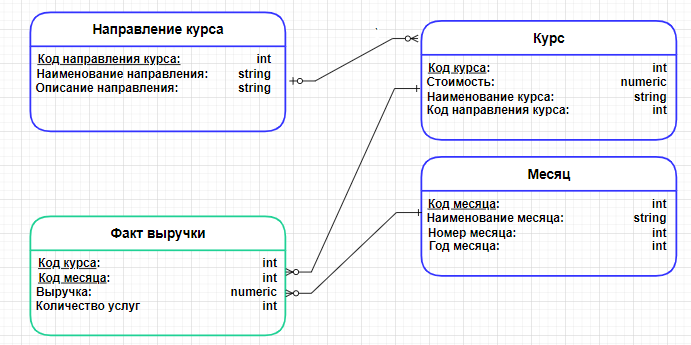 Направление курса
Код направления курса: int
Наименование направления: string
Описание направления: string
Курс
Код курса: int
Стоимость: numeric
Наименование курса: string
Код направления курса: int
Месяц
Код месяца: int
Наименование месяца: string
Номер месяца: int
Год месяца: int
Факт выручки
Код курса: int
Код месяца: int
Выручка: numeric
Количество услуг int